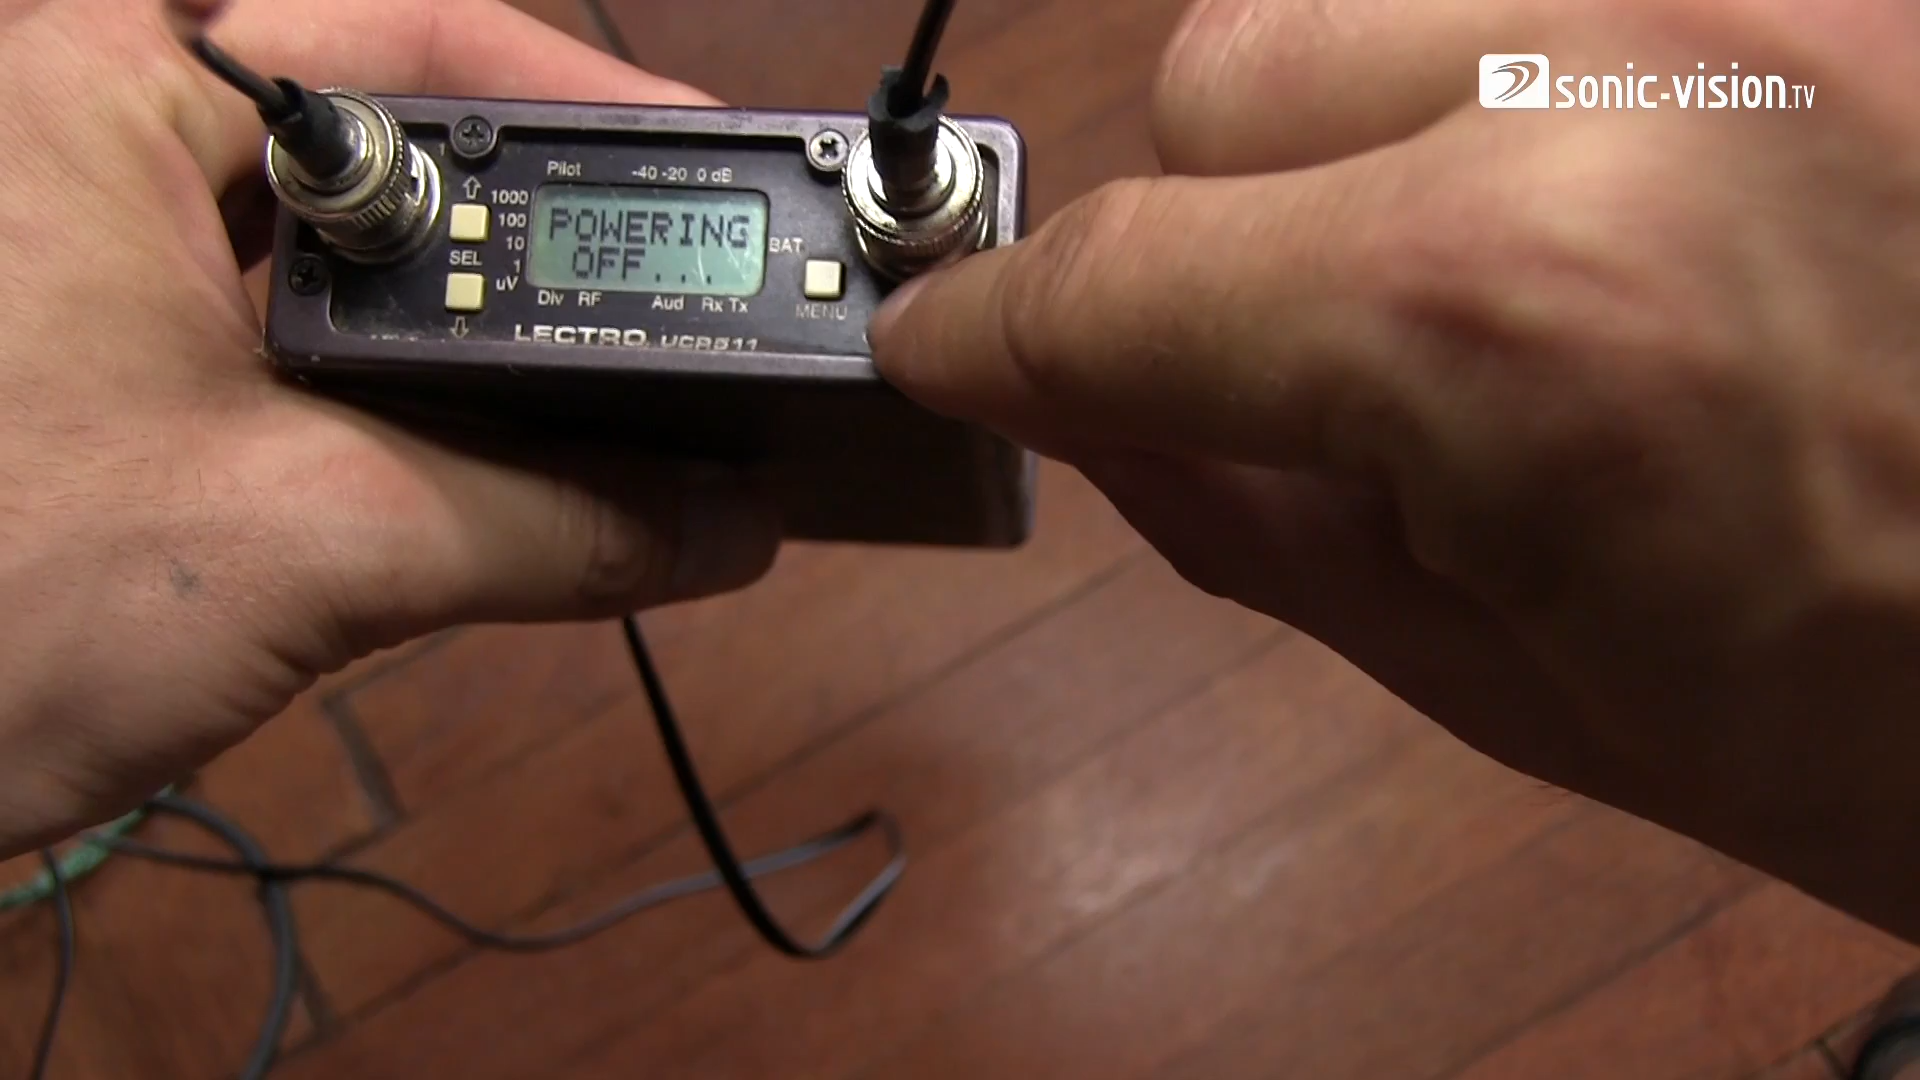 sonic-vision.TV
Pilot -40 -20 0 dB
1000
100
10
1
uV
SEL
POWERING
OFF...
BAT
MENU
Div RF Aud Rx Tx
LECTRO UCR511